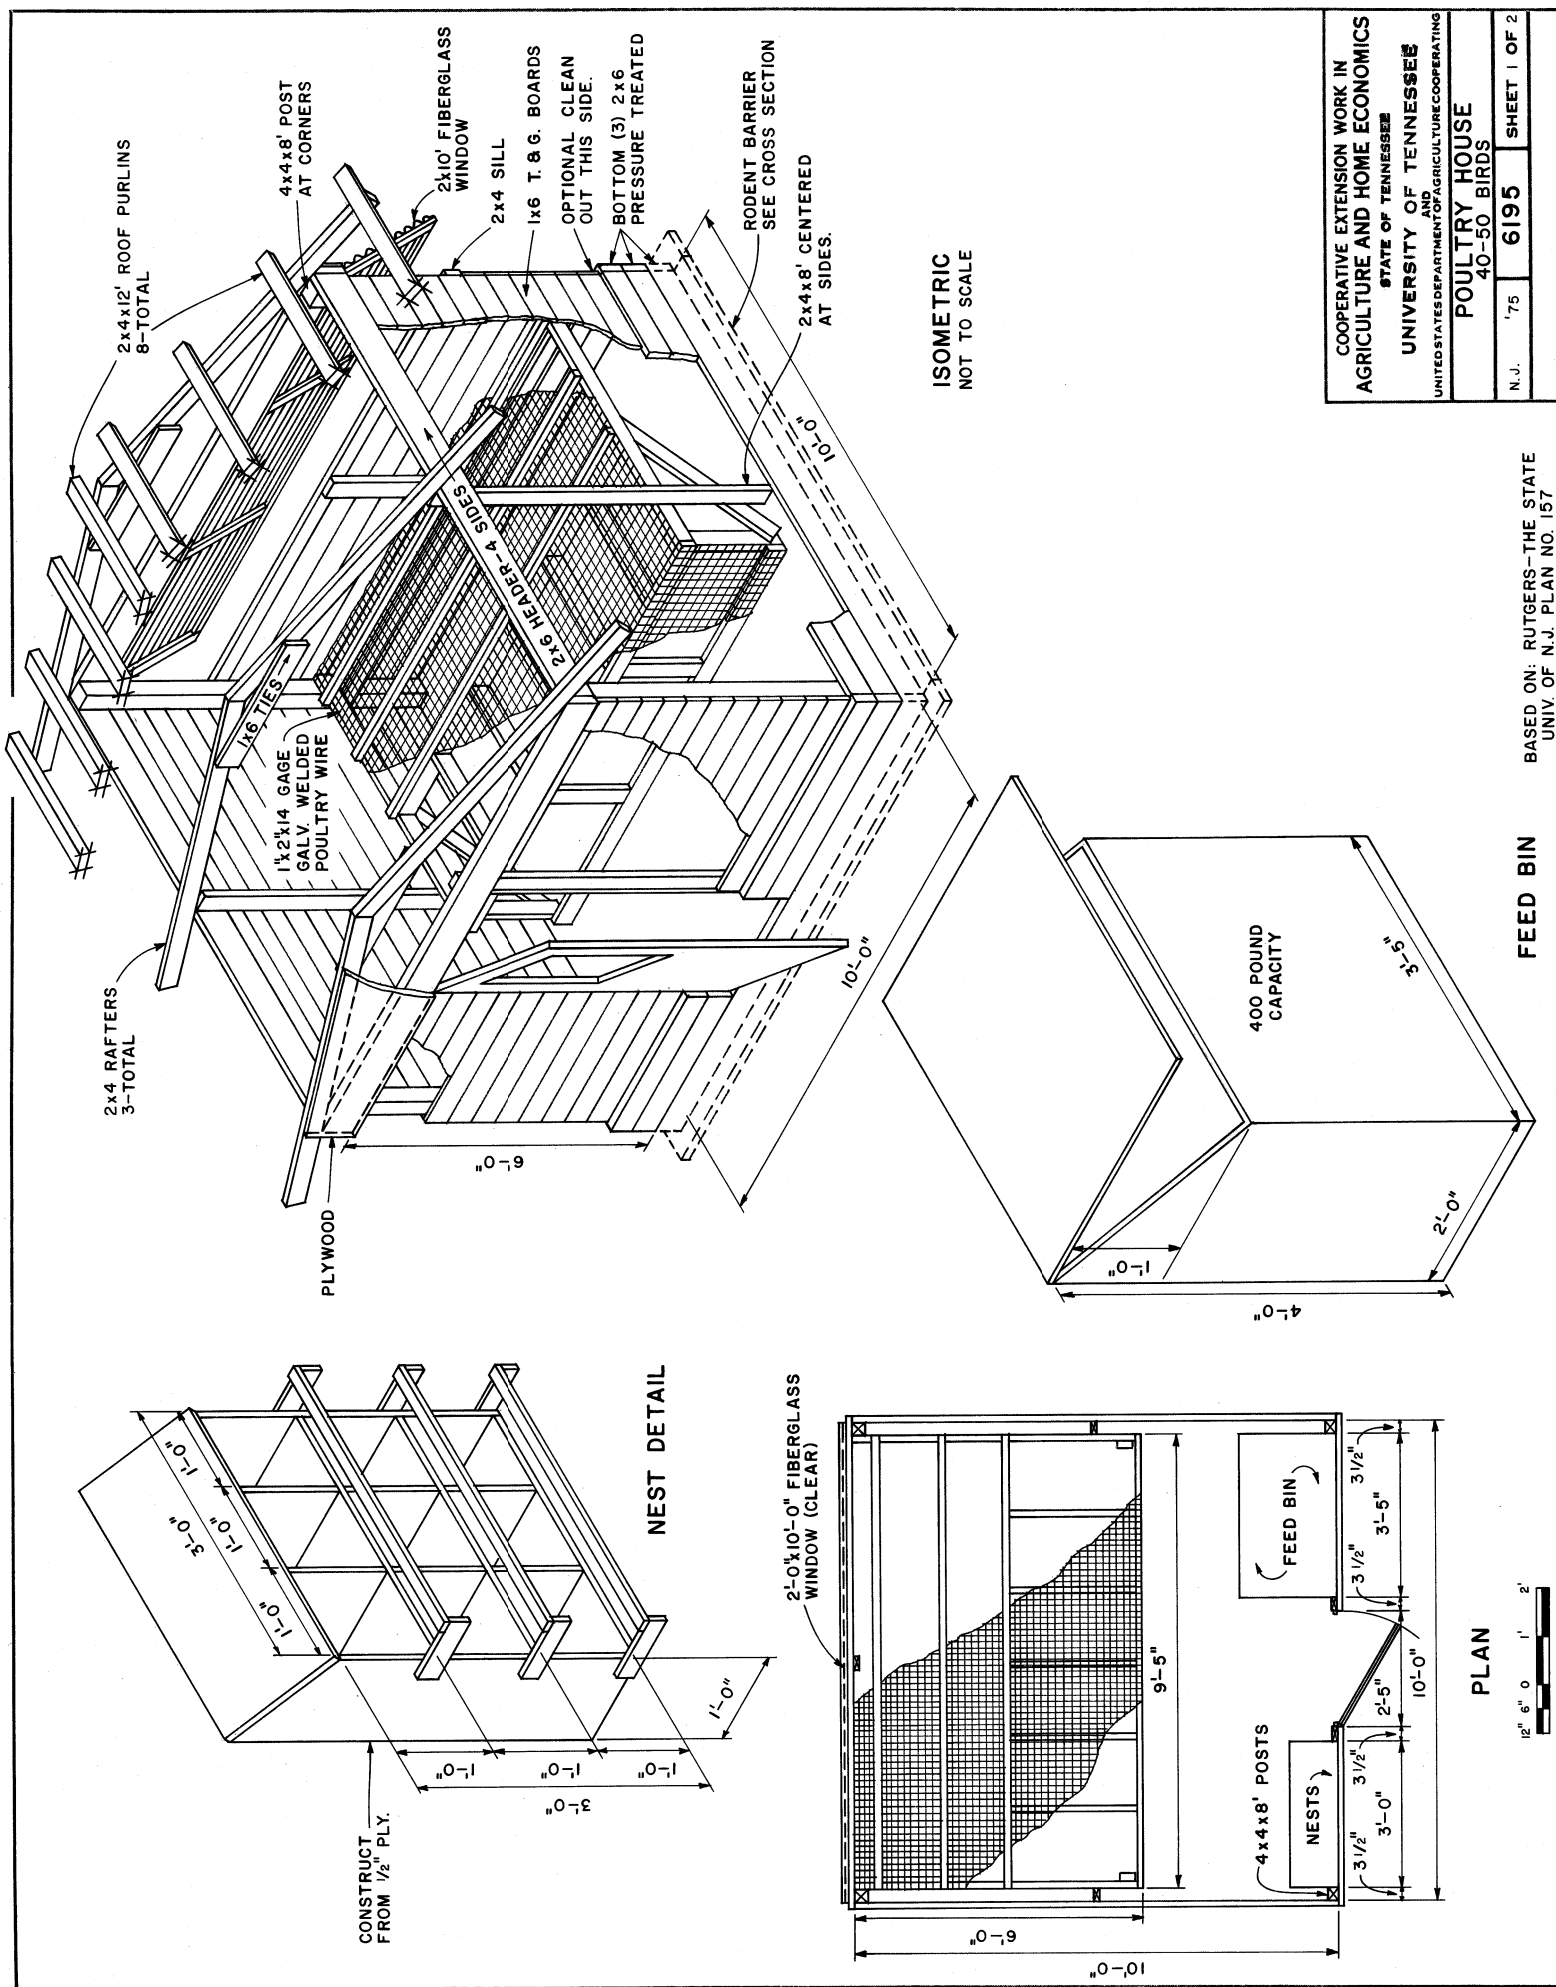 CONSTRUCT
FROM 1/2" PLY.
3'-0"
1'-0"
1'-0"
1'-0"
3'-0"
1'-0"
1'-0"
1'-0"
1'-0"
NEST DETAIL
2x4 RAFTERS
3-TOTAL
2x4x12' ROOF PURLINS
8-TOTAL
4x4x8' POST
AT CORNERS
2'x10' FIBERGLASS
WINDOW
2x4 SILL
1x6 T. & G. BOARDS
OPTIONAL CLEAN
OUT THIS SIDE.
BOTTOM (3) 2x6
PRESSURE TREATED
RODENT BARRIER
SEE CROSS SECTION
2x4x8' CENTERED
AT SIDES.
1x6 TIES
1"x2"x14 GAGE
GALV. WELDED
POULTRY WIRE
2x6 HEADER-4 SIDES
PLYWOOD
6'-0"
10'-0"
10'-0"
ISOMETRIC
NOT TO SCALE
2'-0"x10'-0" FIBERGLASS
WINDOW (CLEAR)
6'-0"
10'-0"
9'-5"
4x4x8' POSTS
NESTS
FEED BIN
3 1/2"
3'-0"
3 1/2"
2'-5"
3 1/2"
3'-5"
3 1/2"
10'-0"
PLAN
12" 6" 0 1' 2'
4'-0"
1'-0"
2'-0"
3'-5"
400 POUND
CAPACITY
FEED BIN
BASED ON: RUTGERS-THE STATE
UNIV. OF N.J. PLAN NO. 157
COOPERATIVE EXTENSION WORK IN
AGRICULTURE AND HOME ECONOMICS
STATE OF TENNESSEE
UNIVERSITY OF TENNESSEE
AND
UNITED STATES DEPARTMENT OF AGRICULTURE COOPERATING
POULTRY HOUSE
40-50 BIRDS
N.J. '75 6195 SHEET 1 OF 2